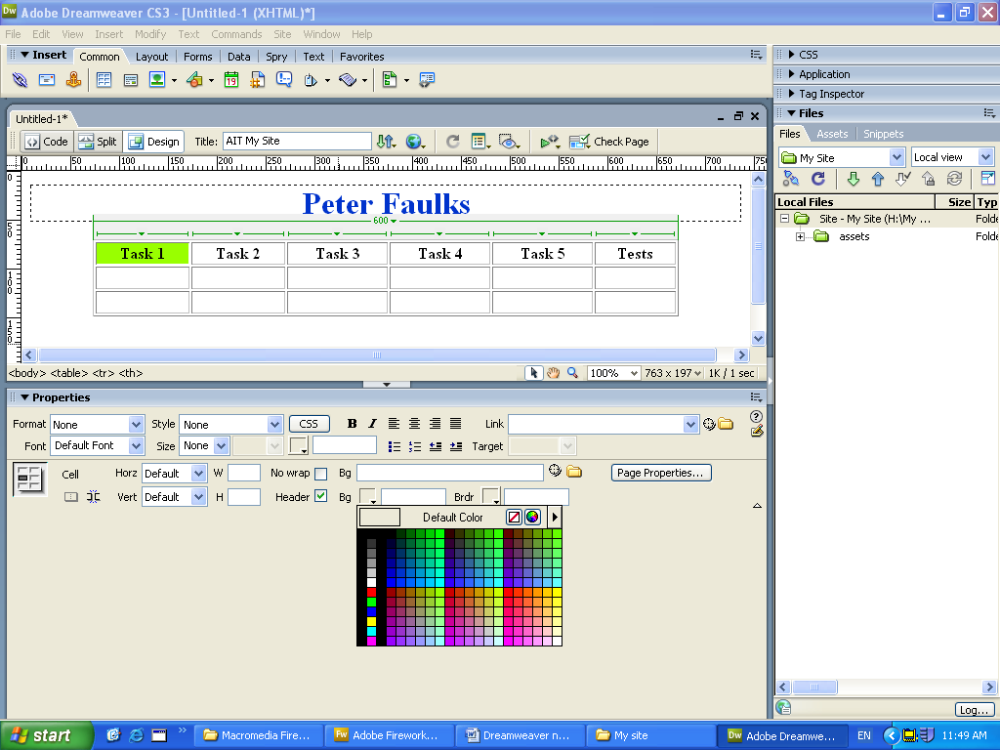 Adobe Dreamweaver CS3 - [Untitled-1 (XHTML)*]
File Edit View Insert Modify Text Commands Site Window Help
Insert Common Layout Forms Data Spry Text Favorites
CSS
Application
Tag Inspector
Files
Untitled-1*
Files Assets Snippets
Code Split Design Title: AIT My Site Check Page
My Site Local view
0 50 100 150 200 250 300 350 400 450 500 550 600 650 700 750
Local Files Size Typ
Site - My Site (H:\My ... Folde
assets Folde
0
50
100
150
Peter Faulks
600
Task 1 Task 2 Task 3 Task 4 Task 5 Tests
<body> <table> <tr> <th> 100% 763 x 197 1K / 1 sec
Properties
Format None Style None CSS B I Link
Font Default Font Size None Target
Cell Horz Default W No wrap Bg Page Properties...
Vert Default H Header Bg Brdr
Default Color
Log...
start Macromedia Fire... Adobe Firework... Dreamweaver n... My site Adobe Dreamwe... EN 11:49 AM